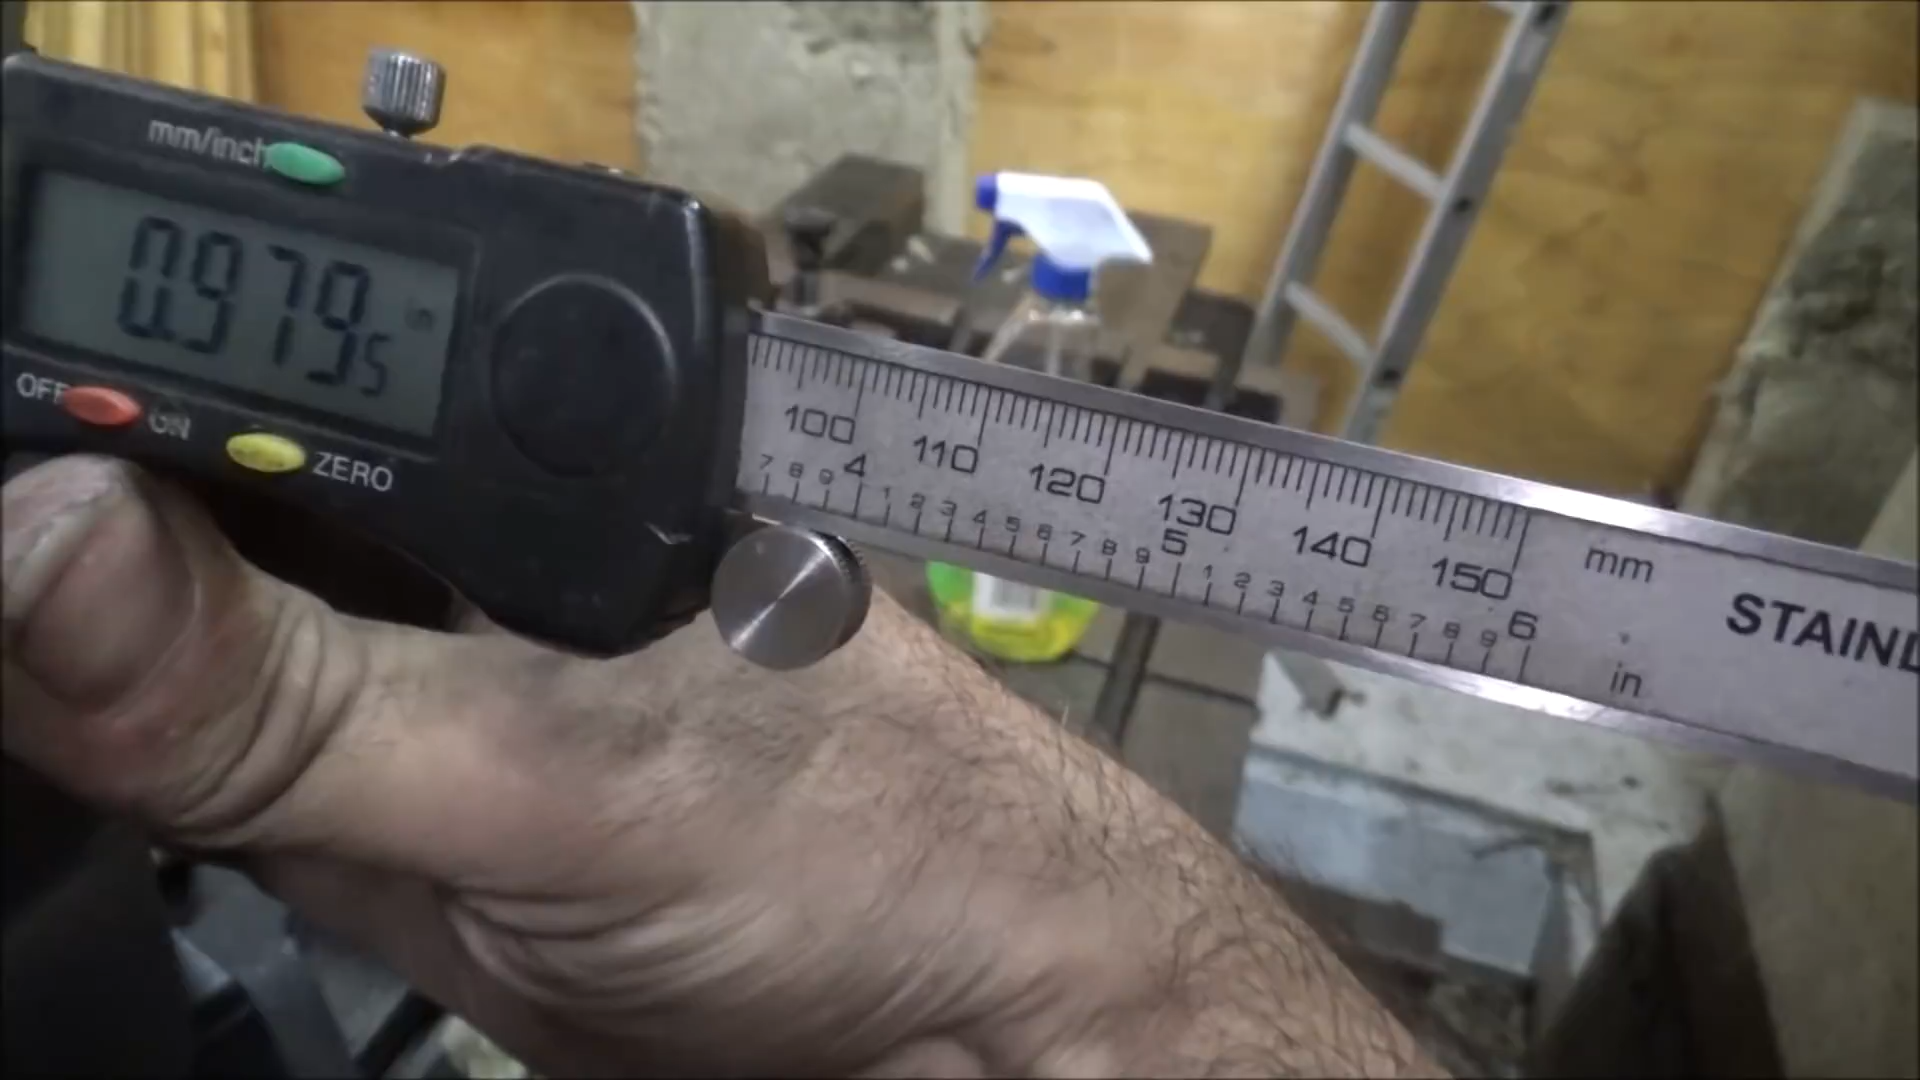 mm/inch
0.9795 in
OFF ON ZERO
100 110 120 130 140 150 mm
7 8 9 4 1 2 3 4 5 6 7 8 9 5 1 2 3 4 5 6 7 8 9 6 in
STAINL